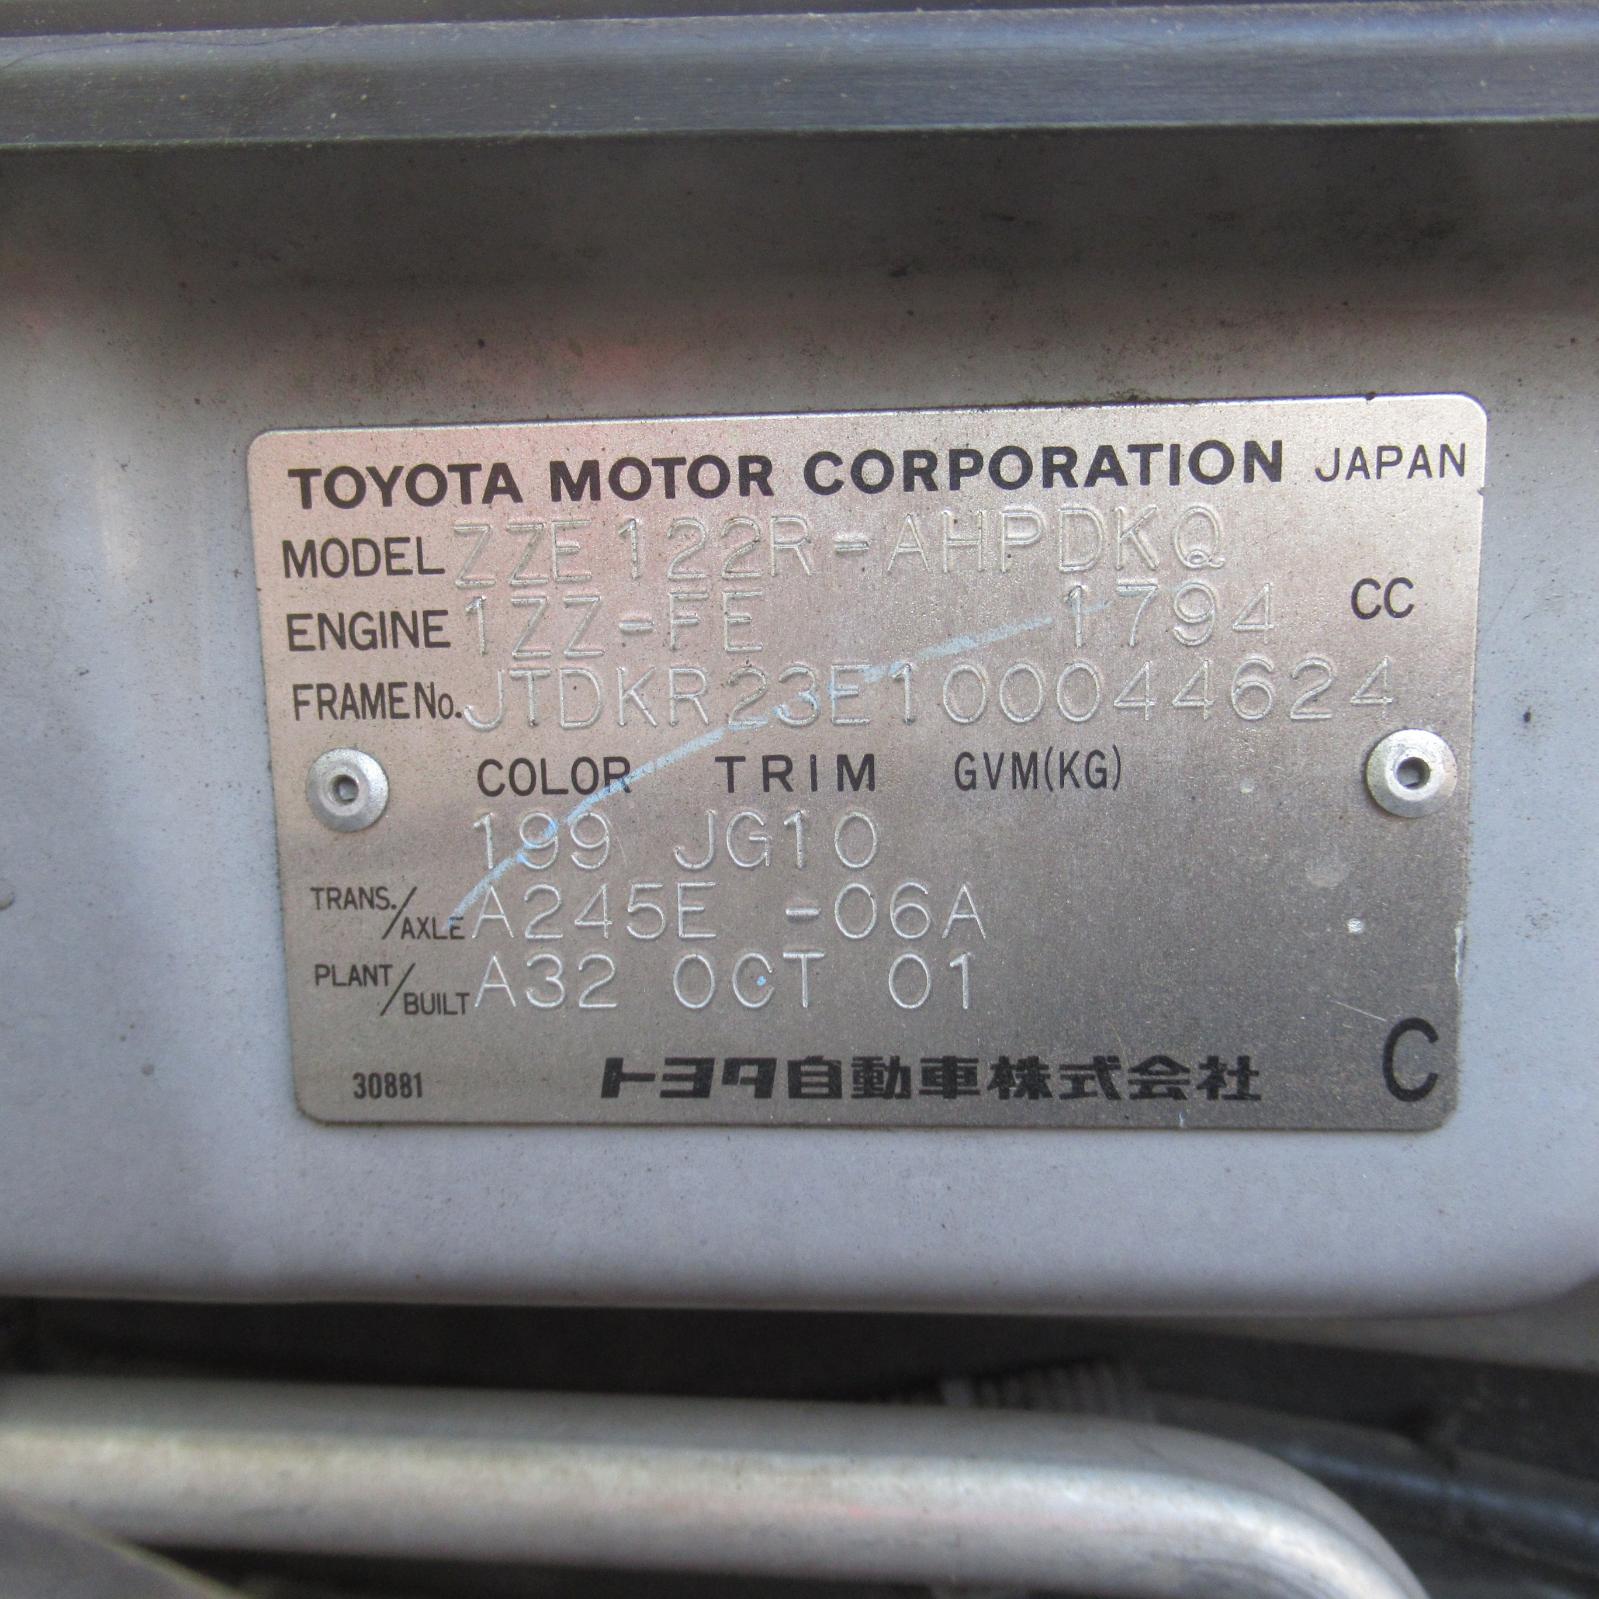 TOYOTA MOTOR CORPORATION JAPAN
MODEL ZZE122R-AHPDKQ
ENGINE 1ZZ-FE 1794 CC
FRAME No. JTDKR23E100044624
COLOR TRIM GVM(KG)
199 JG10
TRANS./AXLE A245E -06A
PLANT/BUILT A32 OCT 01
30881 トヨタ自動車株式会社 C